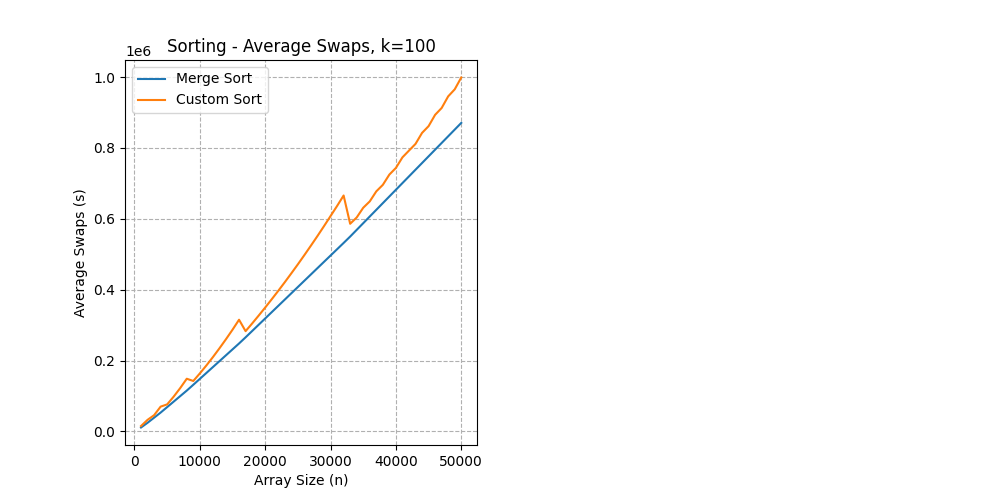 Sorting - Average Swaps, k=100
1e6
Merge Sort
Custom Sort
1.0
0.8
0.6
0.4
0.2
0.0
Average Swaps (s)
0 10000 20000 30000 40000 50000
Array Size (n)